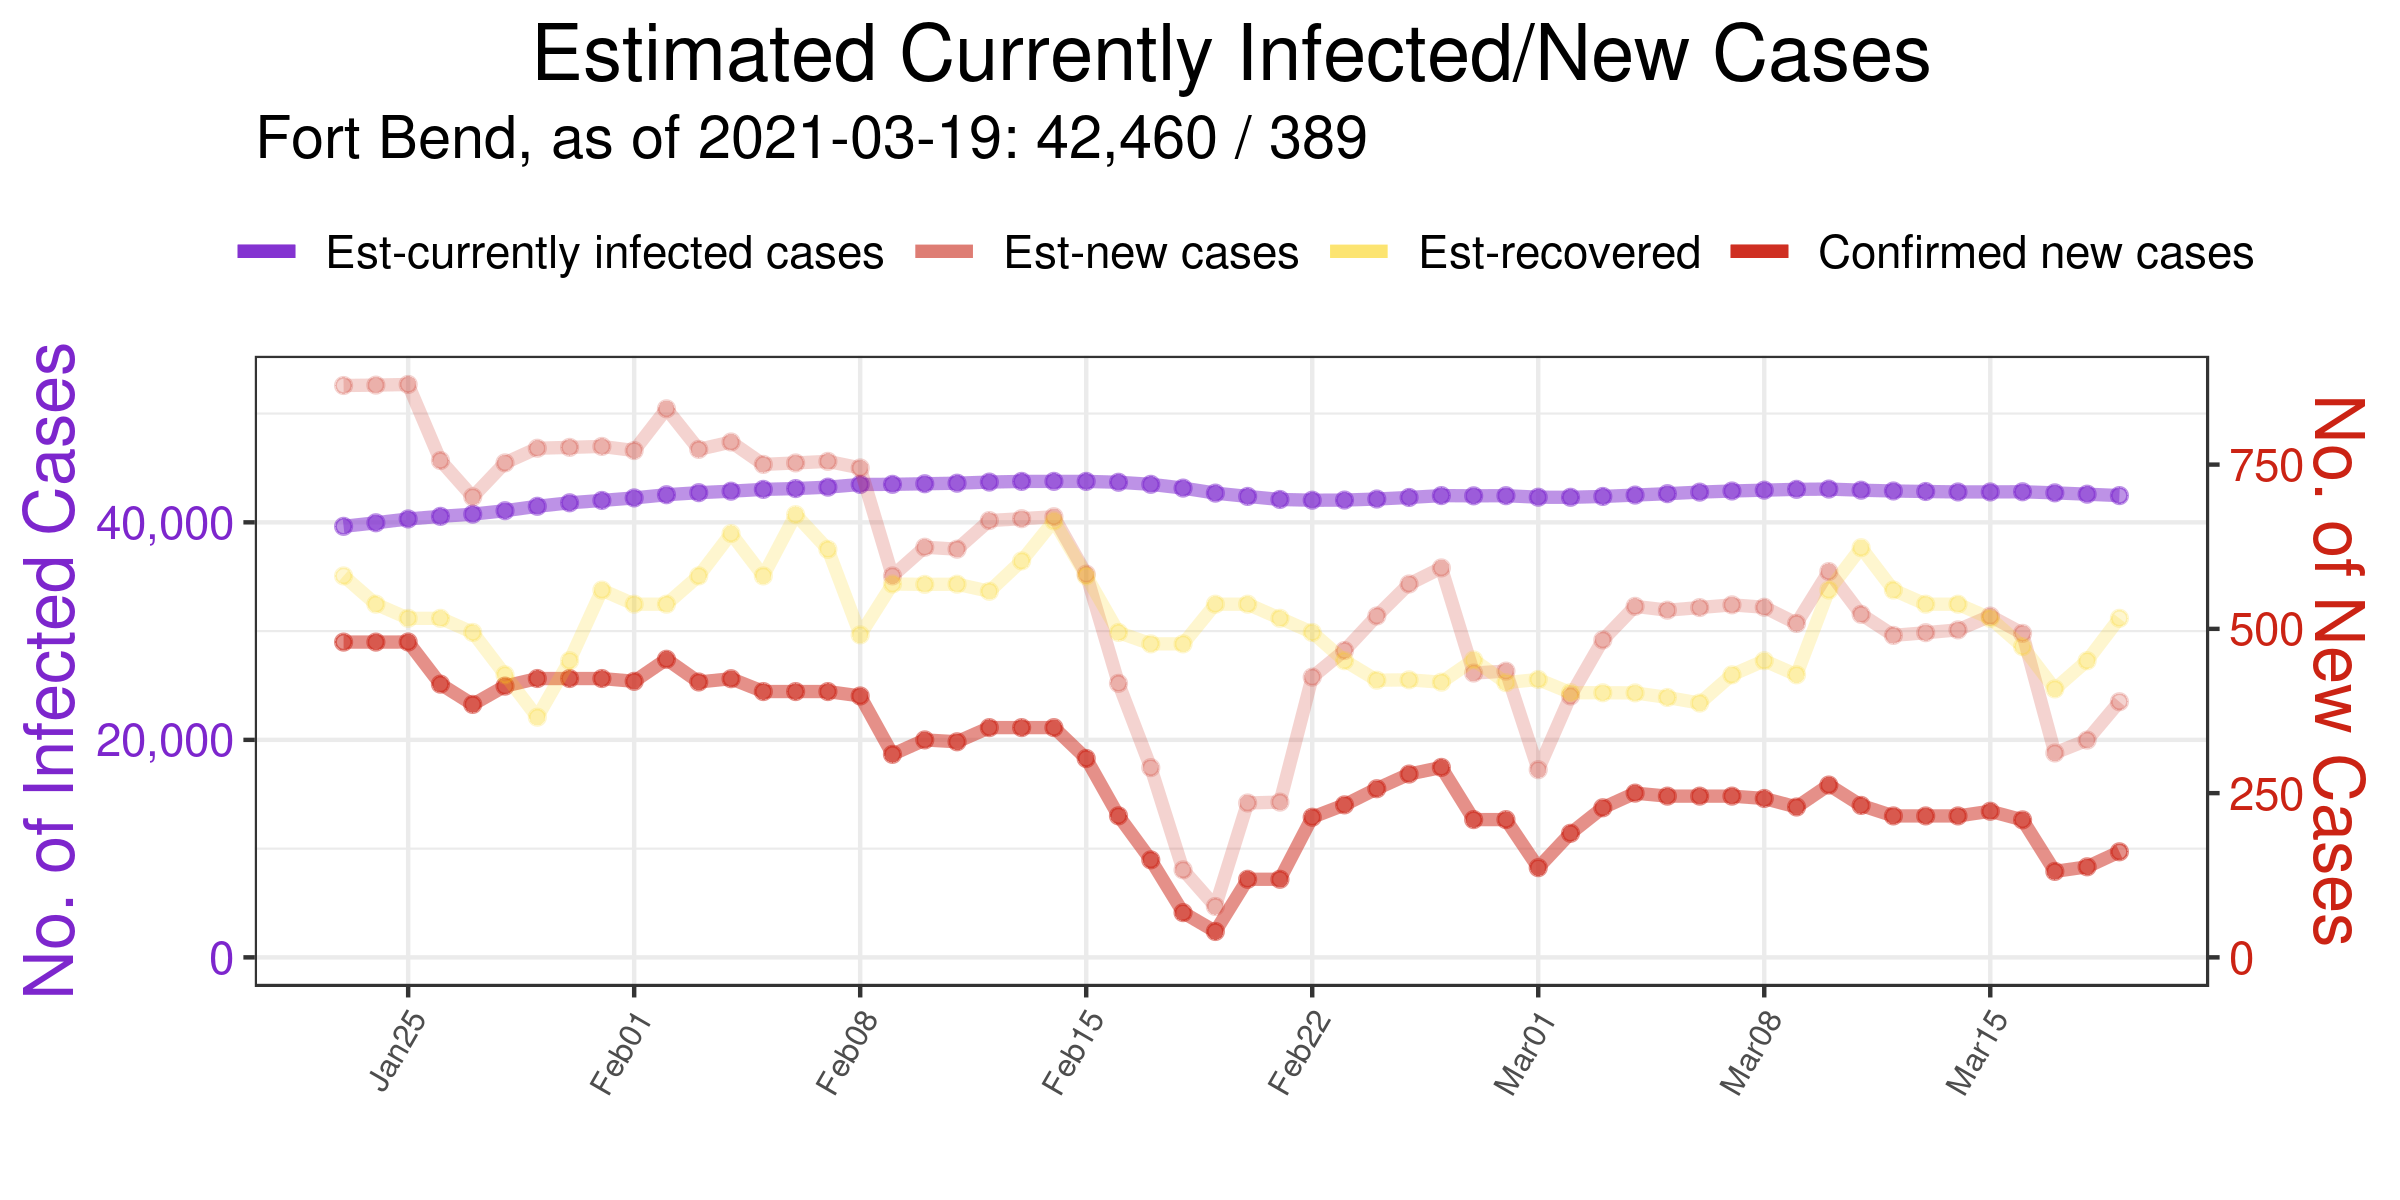 Estimated Currently Infected/New Cases
Fort Bend, as of 2021-03-19: 42,460 / 389
Est-currently infected cases Est-new cases Est-recovered Confirmed new cases
No. of Infected Cases
40,000
20,000
0
750
500
250
0
No. of New Cases
Jan25 Feb01 Feb08 Feb15 Feb22 Mar01 Mar08 Mar15